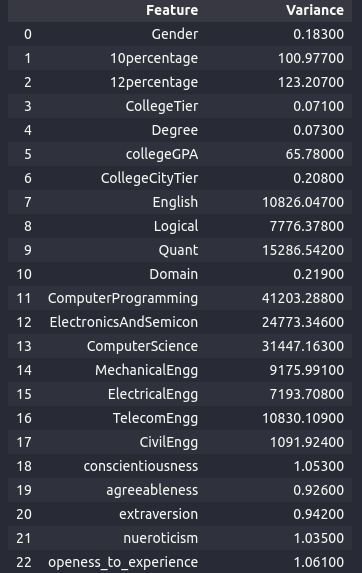 Feature Variance
0 Gender 0.18300
1 10percentage 100.97700
2 12percentage 123.20700
3 CollegeTier 0.07100
4 Degree 0.07300
5 collegeGPA 65.78000
6 CollegeCityTier 0.20800
7 English 10826.04700
8 Logical 7776.37800
9 Quant 15286.54200
10 Domain 0.21900
11 ComputerProgramming 41203.28800
12 ElectronicsAndSemicon 24773.34600
13 ComputerScience 31447.16300
14 MechanicalEngg 9175.99100
15 ElectricalEngg 7193.70800
16 TelecomEngg 10830.10900
17 CivilEngg 1091.92400
18 conscientiousness 1.05300
19 agreeableness 0.92600
20 extraversion 0.94200
21 nueroticism 1.03500
22 openess_to_experience 1.06100